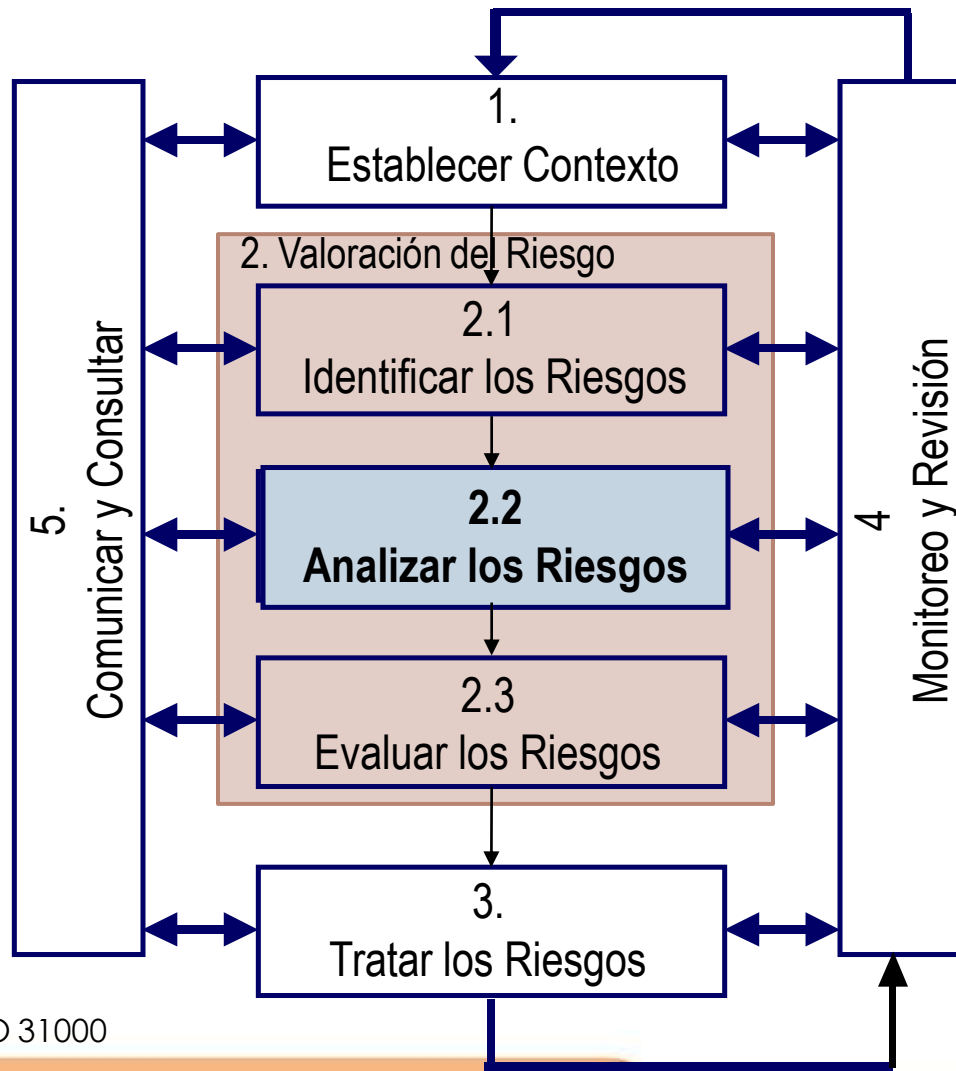 1.
Establecer Contexto
2. Valoración del Riesgo
2.1
Identificar los Riesgos
2.2
Analizar los Riesgos
2.3
Evaluar los Riesgos
3.
Tratar los Riesgos
5.
Comunicar y Consultar
4
Monitoreo y Revisión
31000